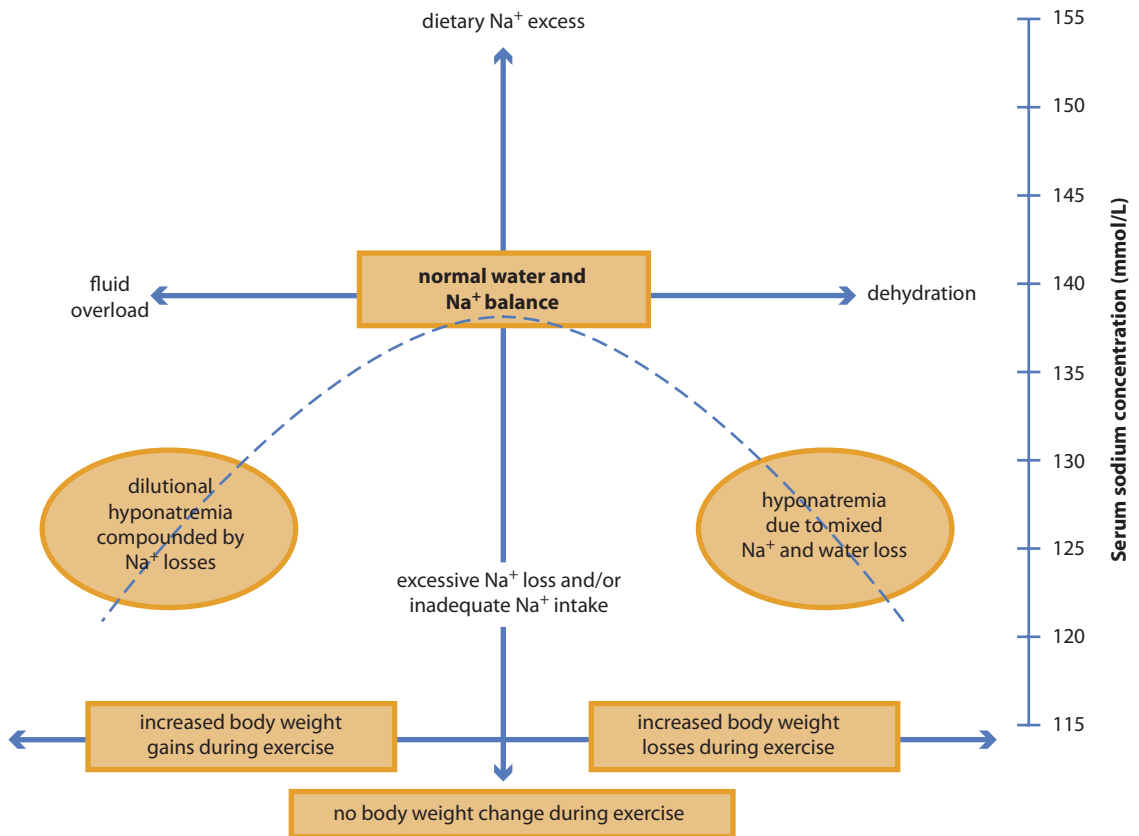 dietary Na⁺ excess
155
150
145
normal water and
Na⁺ balance
fluid
overload
dehydration
140
135
130
dilutional
hyponatremia
compounded by
Na⁺ losses
hyponatremia
due to mixed
Na⁺ and water loss
125
excessive Na⁺ loss and/or
inadequate Na⁺ intake
120
increased body weight
gains during exercise
increased body weight
losses during exercise
115
no body weight change during exercise
Serum sodium concentration (mmol/L)